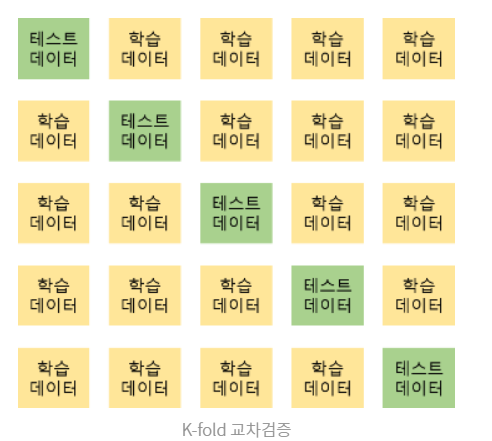 테스트 학습 학습 학습 학습
데이터 데이터 데이터 데이터 데이터
학습 테스트 학습 학습 학습
데이터 데이터 데이터 데이터 데이터
학습 학습 테스트 학습 학습
데이터 데이터 데이터 데이터 데이터
학습 학습 학습 테스트 학습
데이터 데이터 데이터 데이터 데이터
학습 학습 학습 학습 테스트
데이터 데이터 데이터 데이터 데이터
K-fold 교차검증